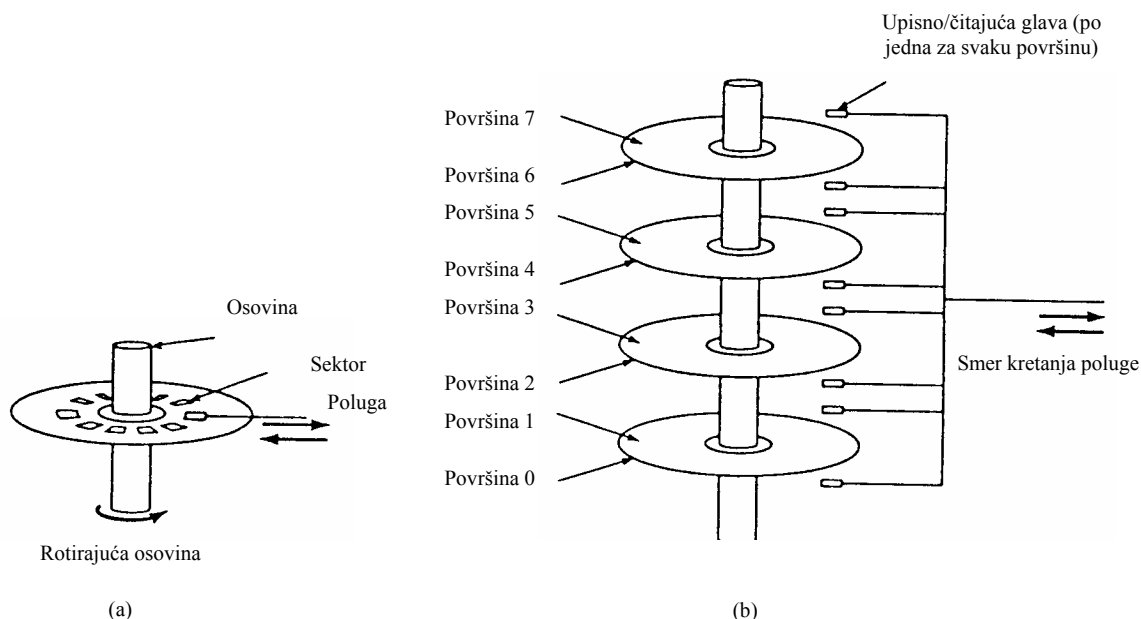 Osovina
Sektor
Poluga
Rotirajuća osovina
(a)
Upisno/čitajuća glava (po
jedna za svaku površinu)
Površina 7
Površina 6
Površina 5
Površina 4
Površina 3
Površina 2
Površina 1
Površina 0
Smer kretanja poluge
(b)